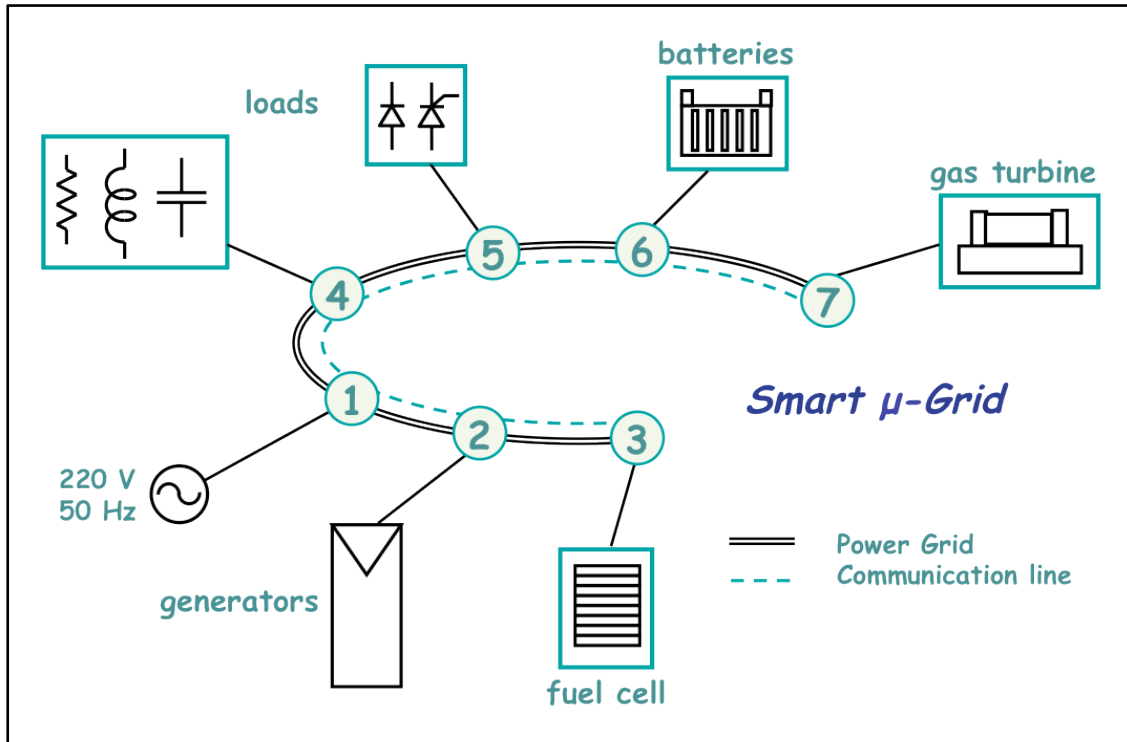 batteries
loads
gas turbine
5
6
4
7
1
Smart μ-Grid
2
3
220 V
50 Hz
Power Grid
Communication line
generators
fuel cell